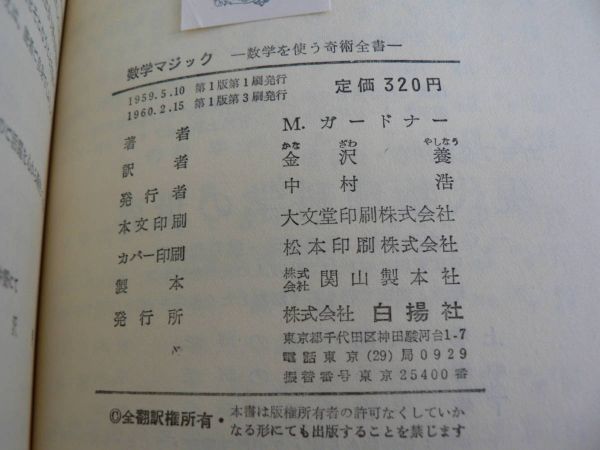 数学マジック ―数学を使う奇術全書―
1959.5.10 第1版第1刷発行
1960.2.15 第1版第3刷発行
定価 320円
著者 M. ガードナー
かな ざわ やしなう
訳者 金沢 養
発行者 中村 浩
本文印刷 大文堂印刷株式会社
カバー印刷 松本印刷株式会社
製本 株式会社 関山製本社
発行所 株式会社 白揚社
東京都千代田区神田駿河台1-7
電話東京(29)局0929
振替番号東京25400番
©全翻訳権所有・本書は版権所有者の許可なくしていか
なる形にても出版することを禁じます